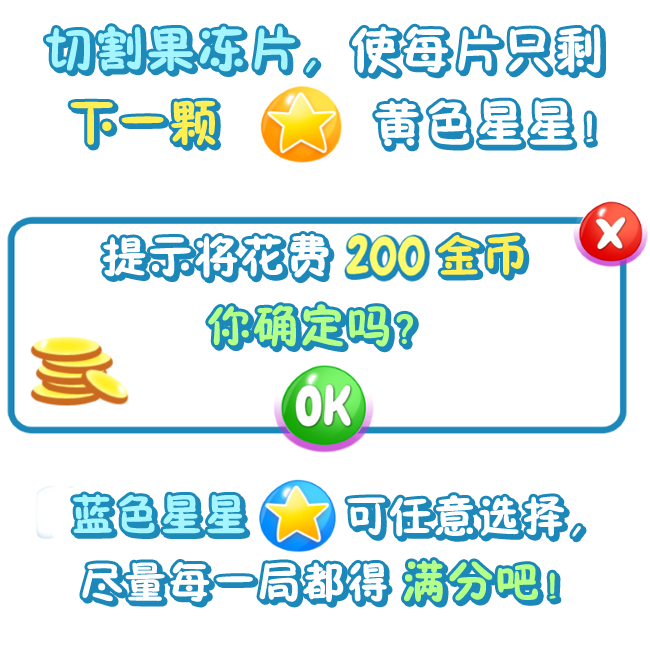 切割果冻片，使每片只剩
下一颗 黄色星星！
X
提示将花费 200 金币
你确定吗？
OK
蓝色星星 可任意选择，
尽量每一局都得 满分吧！